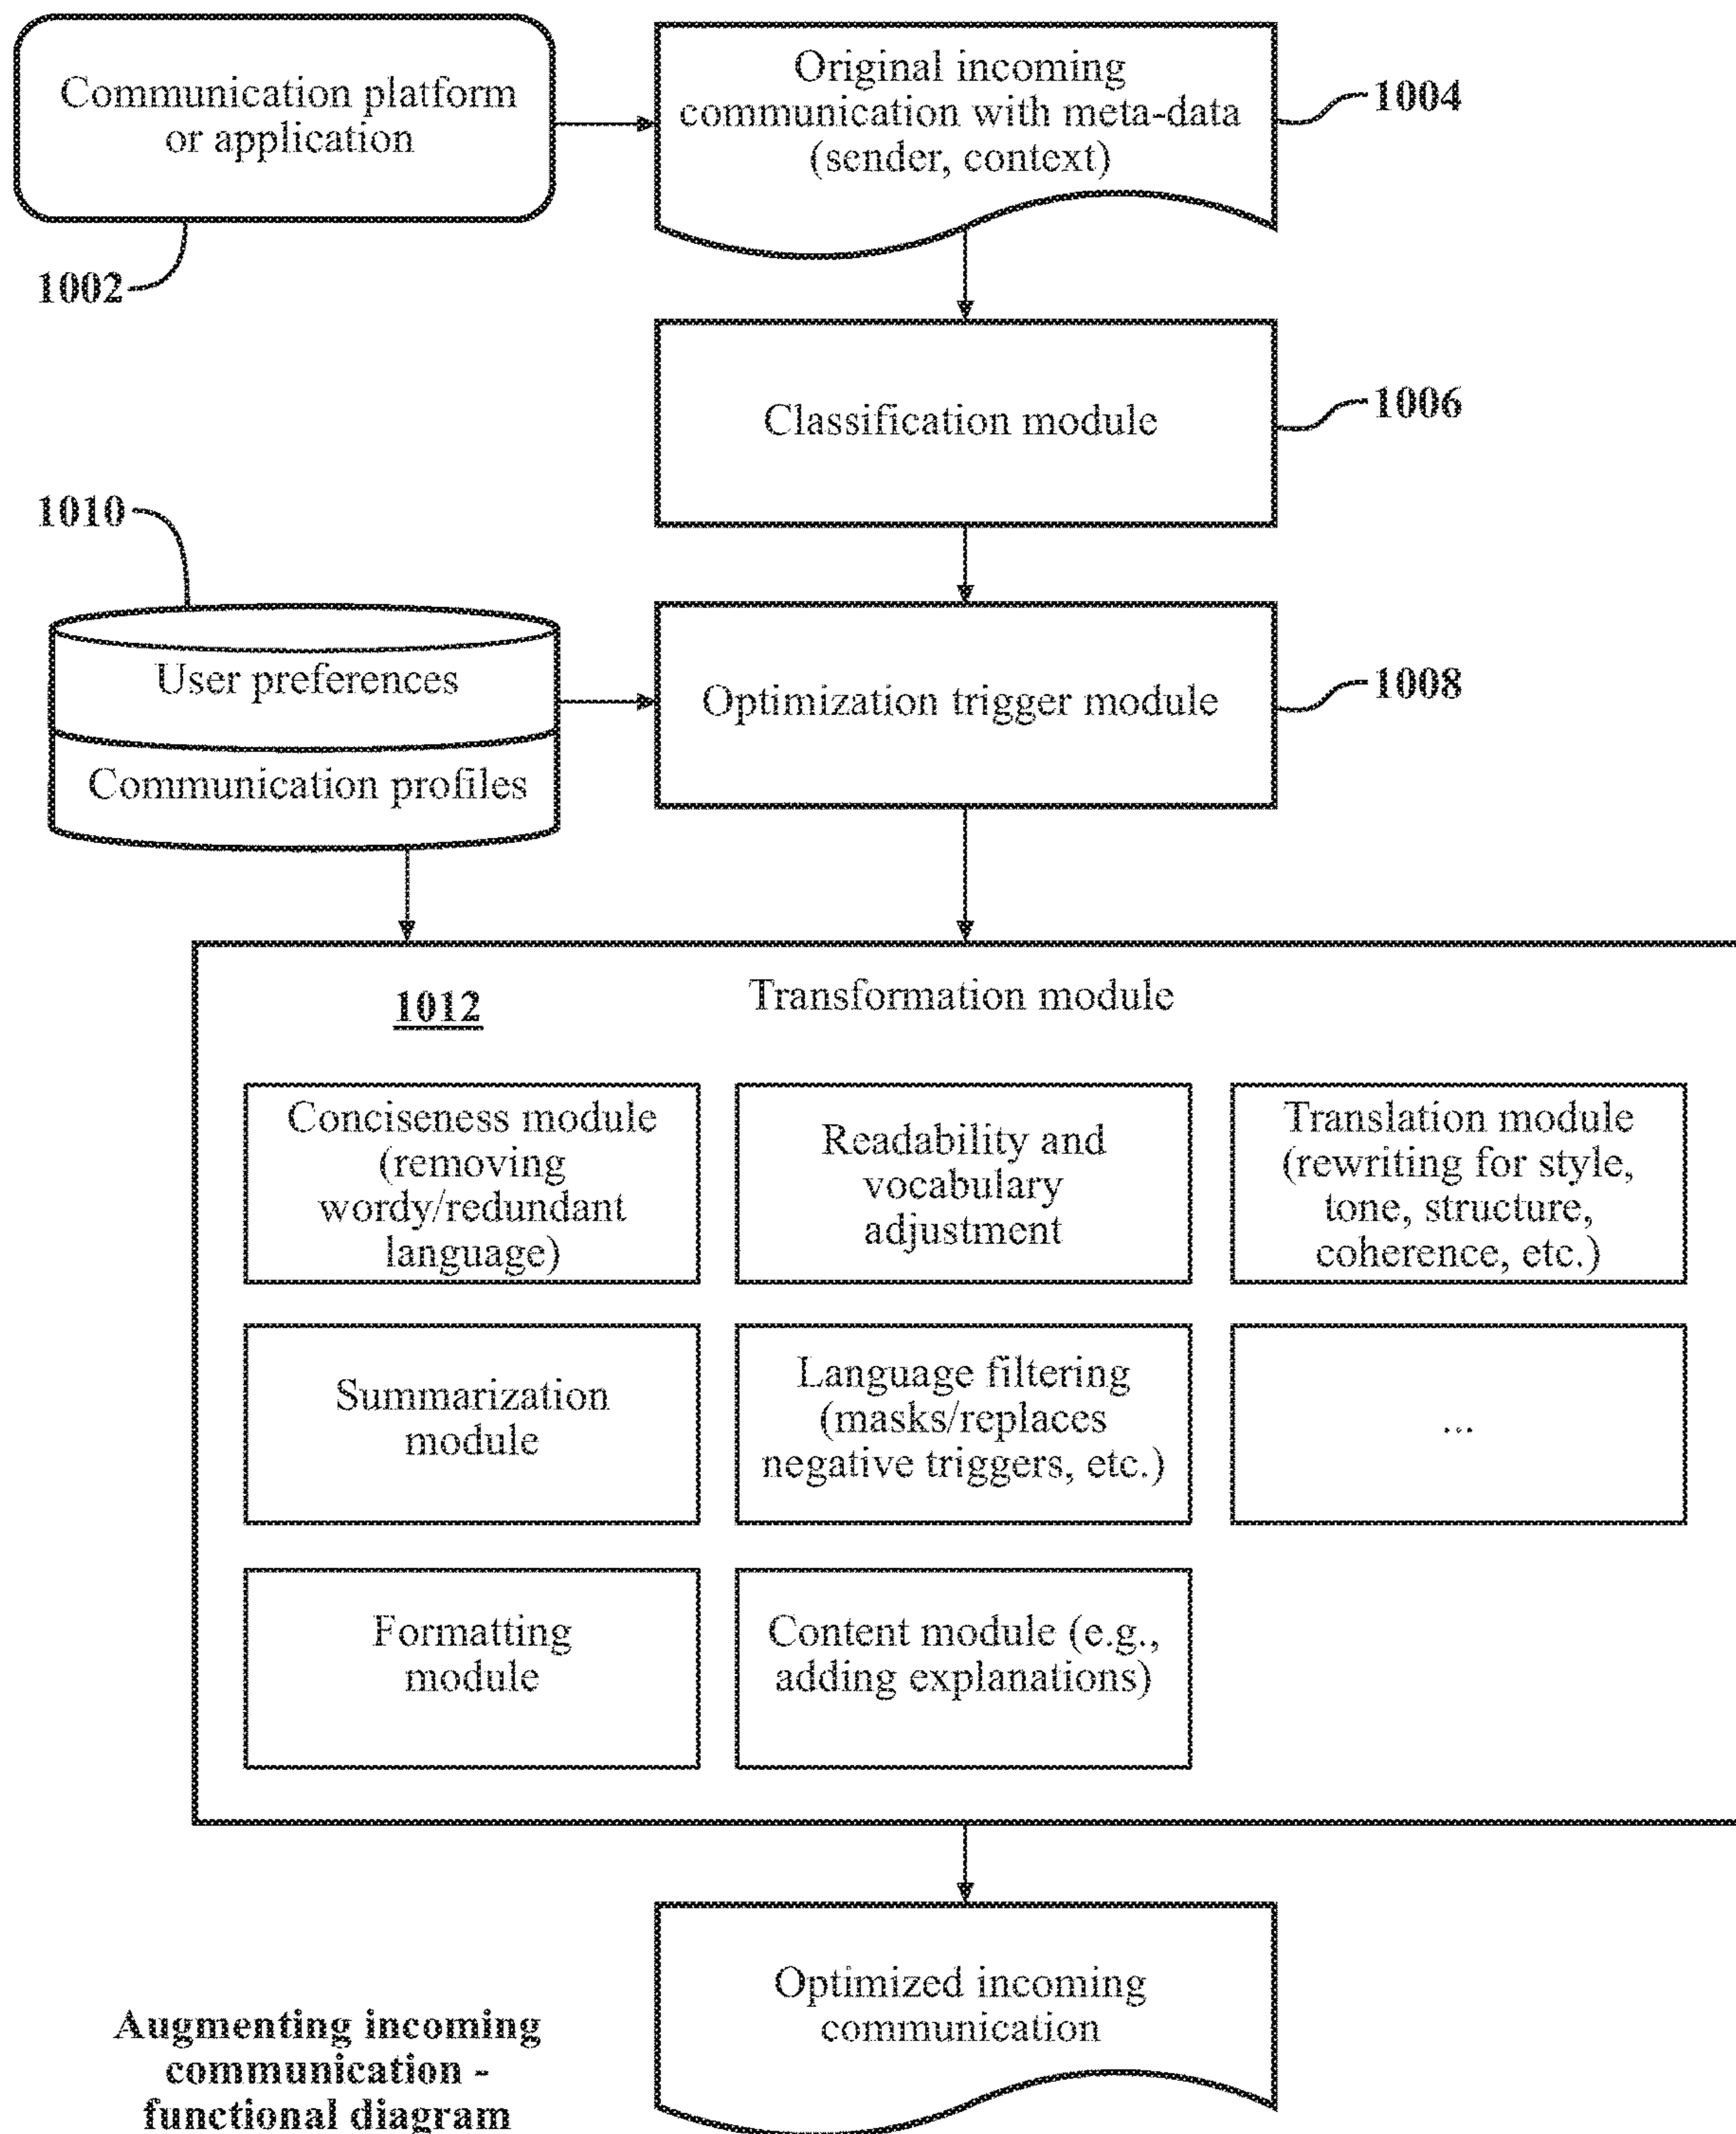 Communication platform
or application
1002
Original incoming
communication with meta-data
(sender, context)
1004
Classification module
1006
1010
User preferences
Communication profiles
Optimization trigger module
1008
1012
Transformation module
Conciseness module
(removing
wordy/redundant
language)
Readability and
vocabulary
adjustment
Translation module
(rewriting for style,
tone, structure,
coherence, etc.)
Summarization
module
Language filtering
(masks/replaces
negative triggers, etc.)
...
Formatting
module
Content module (e.g.,
adding explanations)
Optimized incoming
communication
Augmenting incoming
communication -
functional diagram